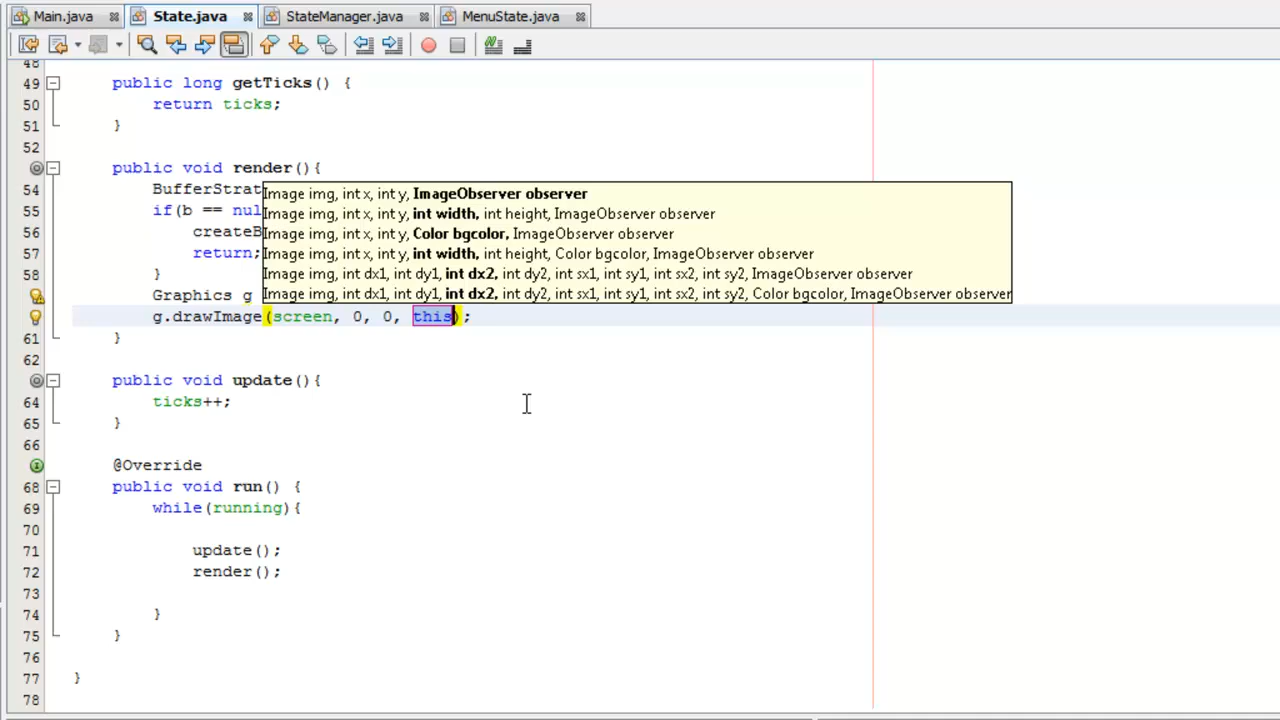 Main.java State.java StateManager.java MenuState.java
48
49 public long getTicks() {
50 return ticks;
51 }
52
public void render(){
54 BufferStrat
55 if(b == nul
56 createB
57 return;
58 }
Graphics g
Image img, int x, int y, ImageObserver observer
Image img, int x, int y, int width, int height, ImageObserver observer
Image img, int x, int y, Color bgcolor, ImageObserver observer
Image img, int x, int y, int width, int height, Color bgcolor, ImageObserver observer
Image img, int dx1, int dy1, int dx2, int dy2, int sx1, int sy1, int sx2, int sy2, ImageObserver observer
Image img, int dx1, int dy1, int dx2, int dy2, int sx1, int sy1, int sx2, int sy2, Color bgcolor, ImageObserver observer
g.drawImage(screen, 0, 0, this);
61 }
62
public void update(){
64 ticks++;
65 }
66
@Override
68 public void run() {
69 while(running){
70
71 update();
72 render();
73
74 }
75 }
76
77 }
78